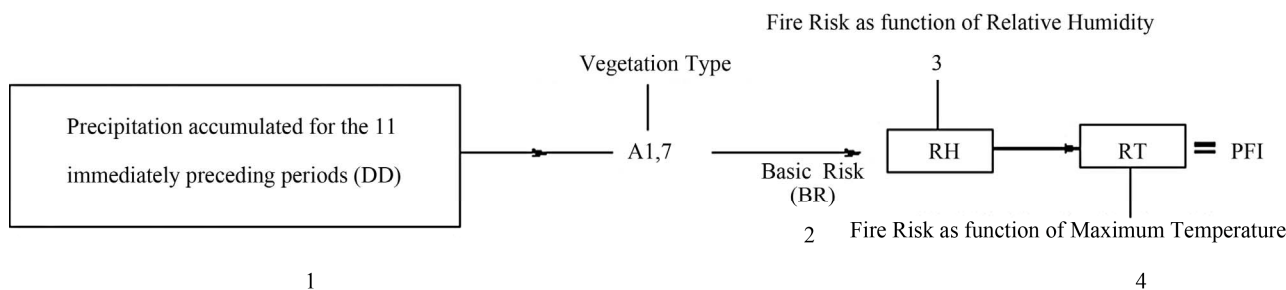 Fire Risk as function of Relative Humidity
Vegetation Type
3
Precipitation accumulated for the 11
immediately preceding periods (DD)
A1,7
RH
RT
= PFI
Basic Risk
(BR)
2
Fire Risk as function of Maximum Temperature
1
4